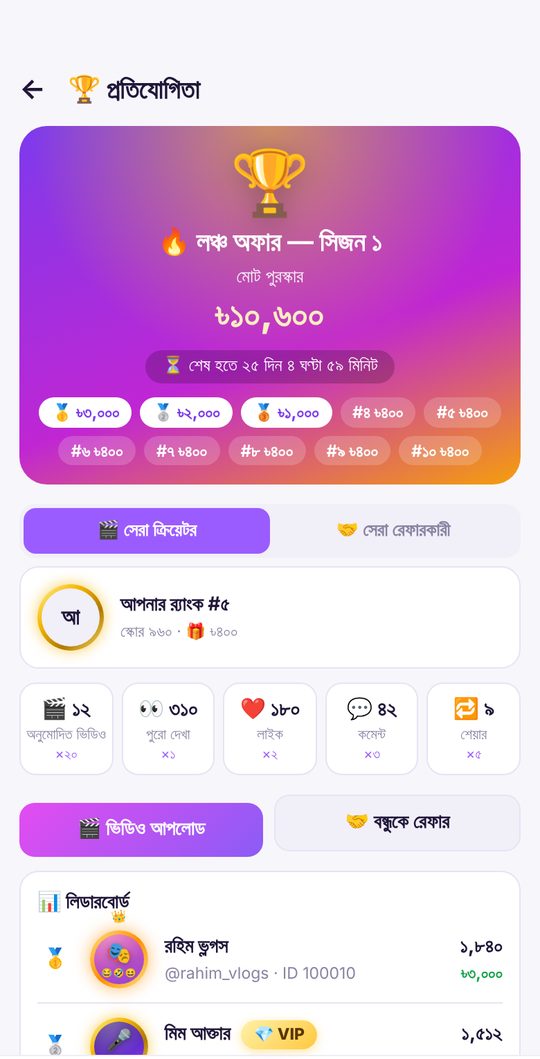 🏆 প্রতিযোগিতা
🔥 লঞ্চ অফার — সিজন ১
মোট পুরস্কার
৳১০,৬০০
⏳ শেষ হতে ২৫ দিন ৪ ঘণ্টা ৫৯ মিনিট
🥇 ৳৩,০০০ 🥈 ৳২,০০০ 🥉 ৳১,০০০ #৪ ৳৪০০ #৫ ৳৪০০
#৬ ৳৪০০ #৭ ৳৪০০ #৮ ৳৪০০ #৯ ৳৪০০ #১০ ৳৪০০
🎬 সেরা ক্রিয়েটর 🤝 সেরা রেফারকারী
আ
আপনার র‍্যাংক #৫
স্কোর ৯৬০ · 🎁 ৳৪০০
🎬 ১২ 👀 ৩১০ ❤️ ১৮০ 💬 ৪২ 🔁 ৯
অনুমোদিত ভিডিও পুরো দেখা লাইক কমেন্ট শেয়ার
×২০ ×১ ×২ ×৩ ×৫
🎬 ভিডিও আপলোড 🤝 বন্ধুকে রেফার
📊 লিডারবোর্ড
রহিম ভ্লগস ১,৮৪০
@rahim_vlogs · ID 100010 ৳৩,০০০
মিম আক্তার 💎 VIP ১,৫১২